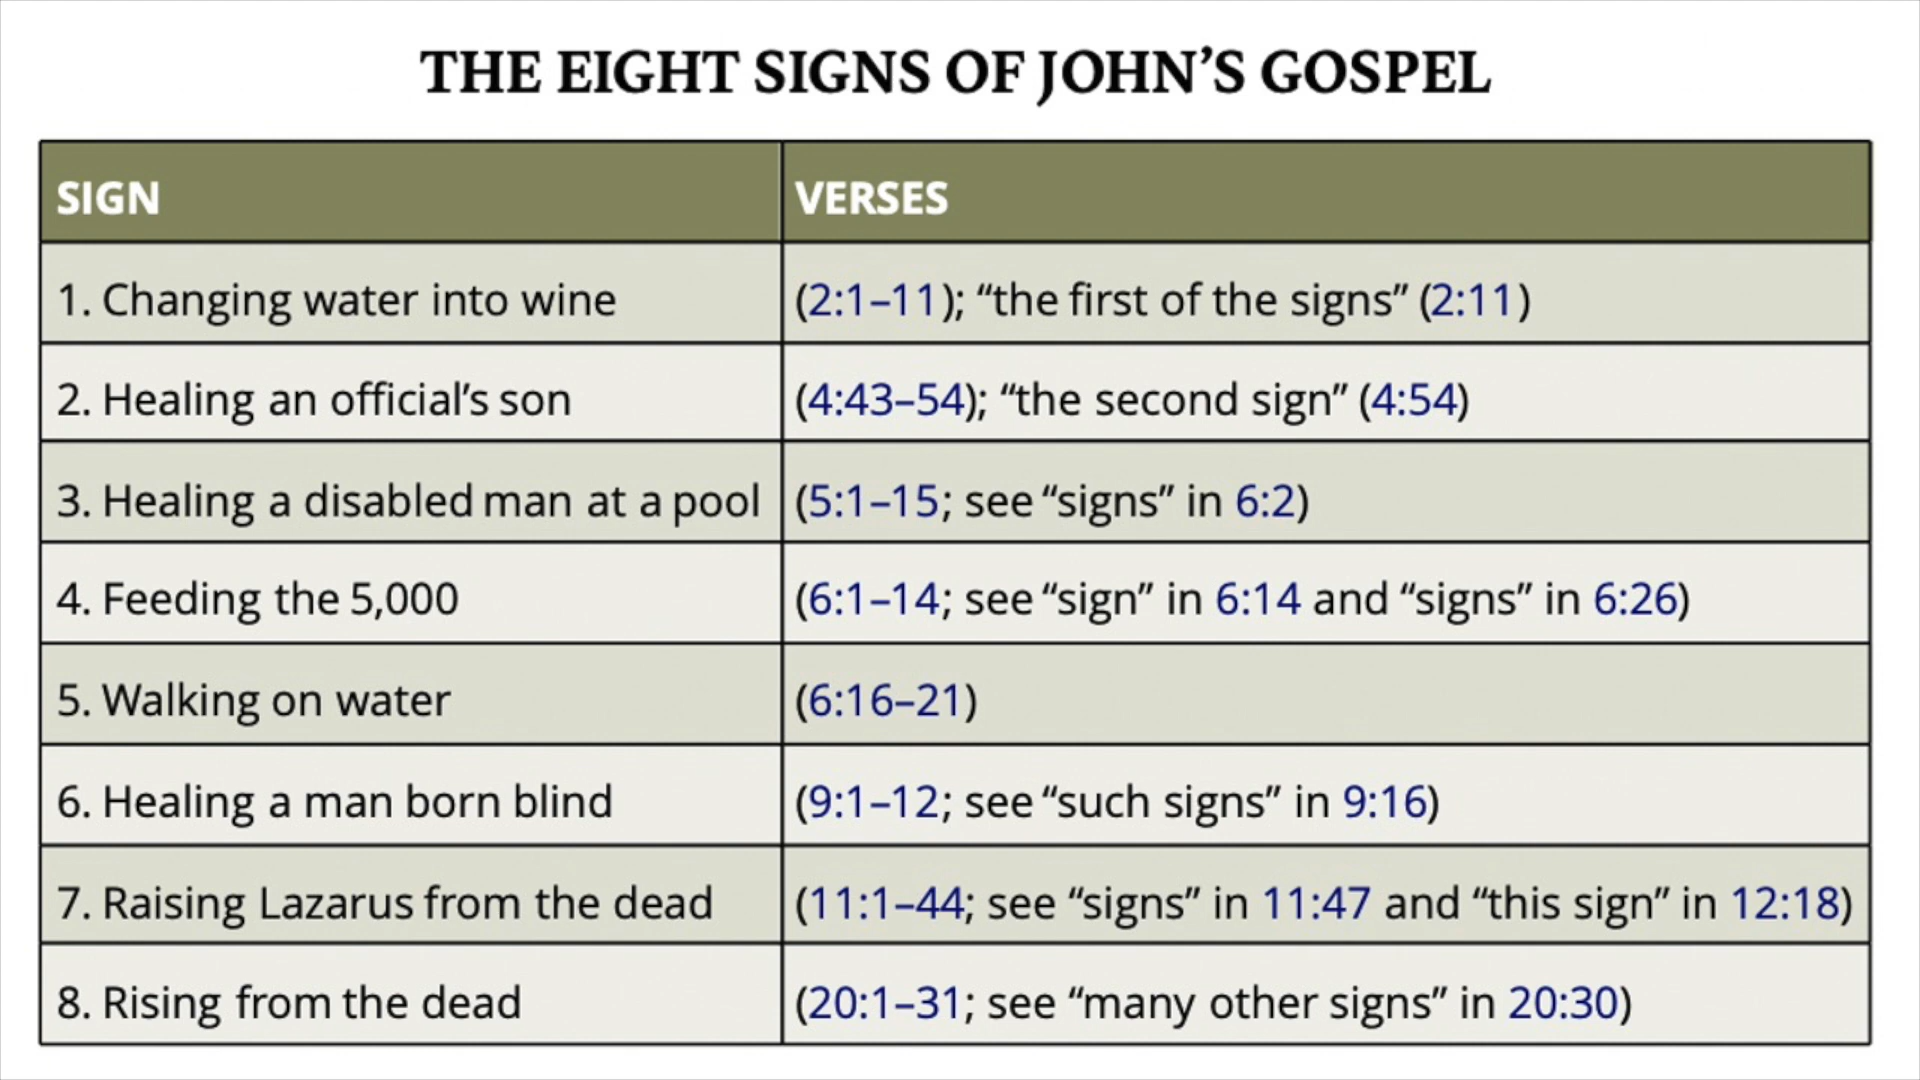 THE EIGHT SIGNS OF JOHN’S GOSPEL
SIGN VERSES
1. Changing water into wine (2:1–11); “the first of the signs” (2:11)
2. Healing an official’s son (4:43–54); “the second sign” (4:54)
3. Healing a disabled man at a pool (5:1–15; see “signs” in 6:2)
4. Feeding the 5,000 (6:1–14; see “sign” in 6:14 and “signs” in 6:26)
5. Walking on water (6:16–21)
6. Healing a man born blind (9:1–12; see “such signs” in 9:16)
7. Raising Lazarus from the dead (11:1–44; see “signs” in 11:47 and “this sign” in 12:18)
8. Rising from the dead (20:1–31; see “many other signs” in 20:30)